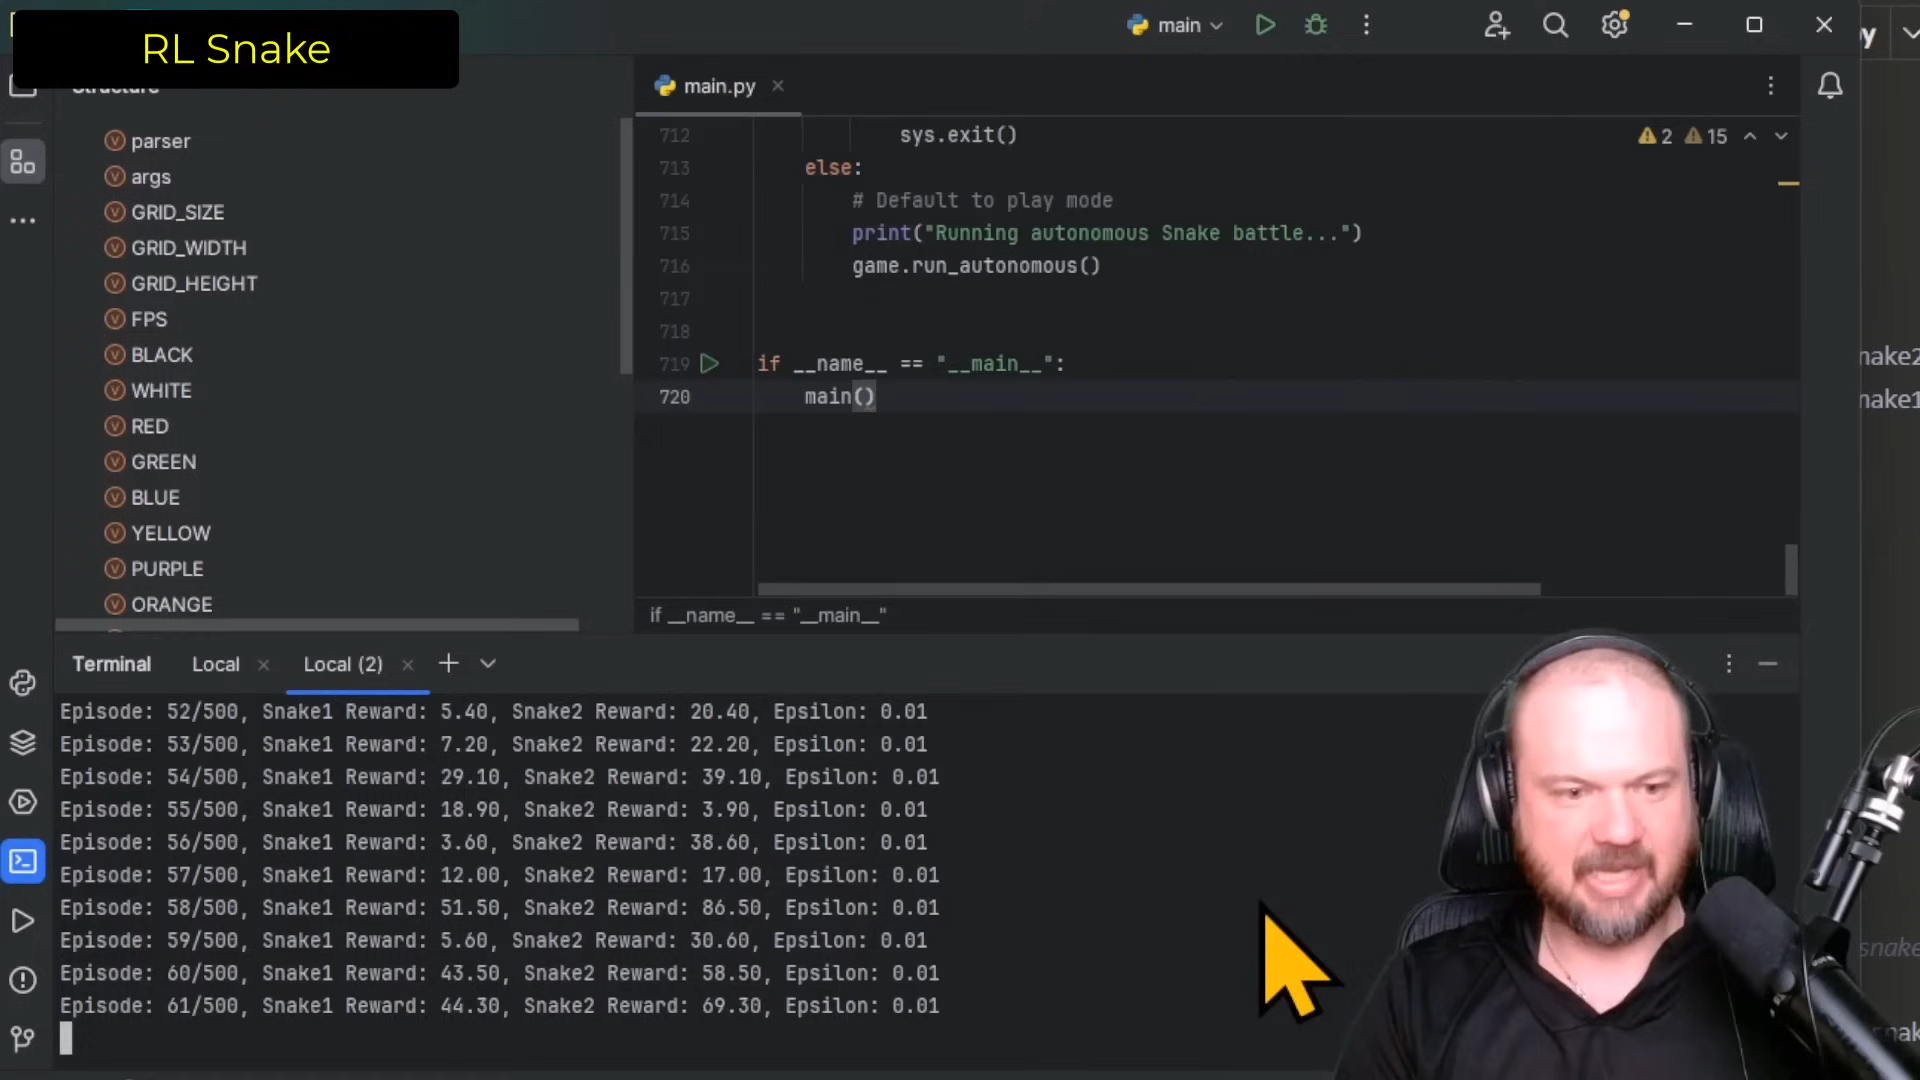 RL Snake
main
Structure
parser
args
GRID_SIZE
GRID_WIDTH
GRID_HEIGHT
FPS
BLACK
WHITE
RED
GREEN
BLUE
YELLOW
PURPLE
ORANGE
main.py
2 15
712 sys.exit()
713 else:
714 # Default to play mode
715 print("Running autonomous Snake battle...")
716 game.run_autonomous()
717
718
719 if __name__ == "__main__":
720 main()
if __name__ == "__main__"
Terminal Local Local (2)
Episode: 52/500, Snake1 Reward: 5.40, Snake2 Reward: 20.40, Epsilon: 0.01
Episode: 53/500, Snake1 Reward: 7.20, Snake2 Reward: 22.20, Epsilon: 0.01
Episode: 54/500, Snake1 Reward: 29.10, Snake2 Reward: 39.10, Epsilon: 0.01
Episode: 55/500, Snake1 Reward: 18.90, Snake2 Reward: 3.90, Epsilon: 0.01
Episode: 56/500, Snake1 Reward: 3.60, Snake2 Reward: 38.60, Epsilon: 0.01
Episode: 57/500, Snake1 Reward: 12.00, Snake2 Reward: 17.00, Epsilon: 0.01
Episode: 58/500, Snake1 Reward: 51.50, Snake2 Reward: 86.50, Epsilon: 0.01
Episode: 59/500, Snake1 Reward: 5.60, Snake2 Reward: 30.60, Epsilon: 0.01
Episode: 60/500, Snake1 Reward: 43.50, Snake2 Reward: 58.50, Epsilon: 0.01
Episode: 61/500, Snake1 Reward: 44.30, Snake2 Reward: 69.30, Epsilon: 0.01